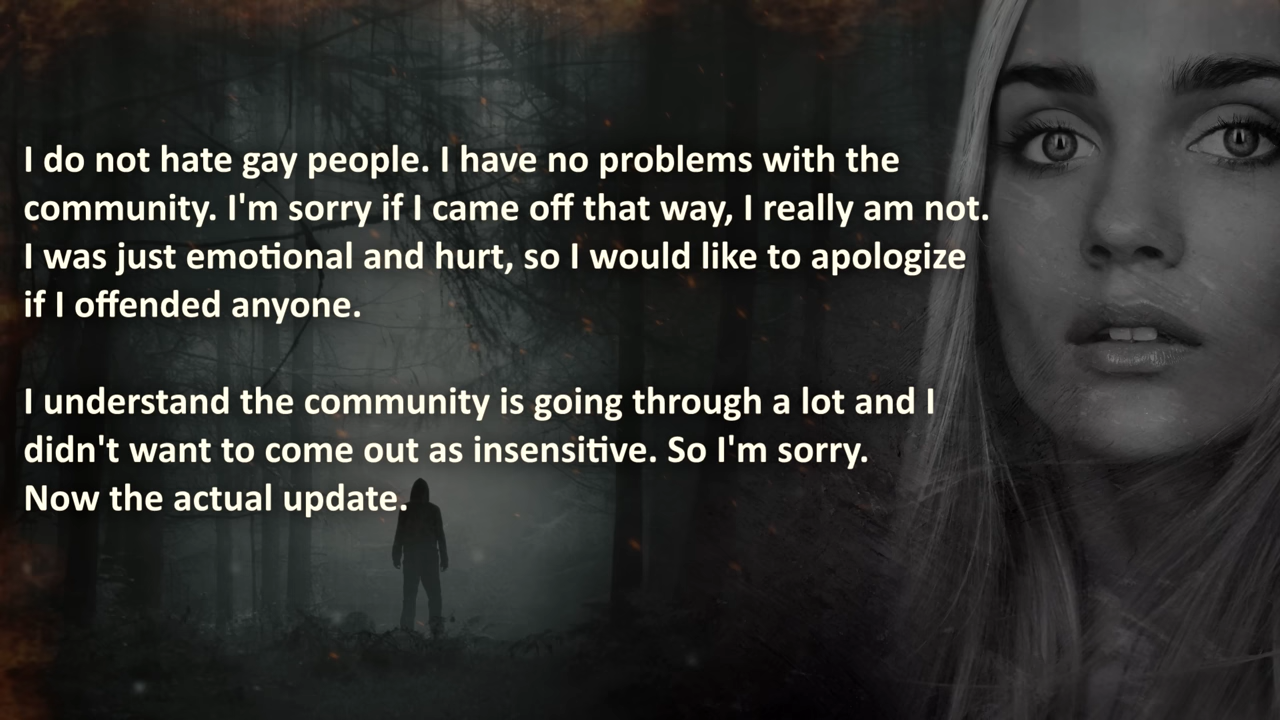 I do not hate gay people. I have no problems with the
community. I'm sorry if I came off that way, I really am not.
I was just emotional and hurt, so I would like to apologize
if I offended anyone.
I understand the community is going through a lot and I
didn't want to come out as insensitive. So I'm sorry.
Now the actual update.